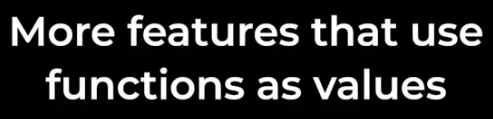 More features that use
functions as values